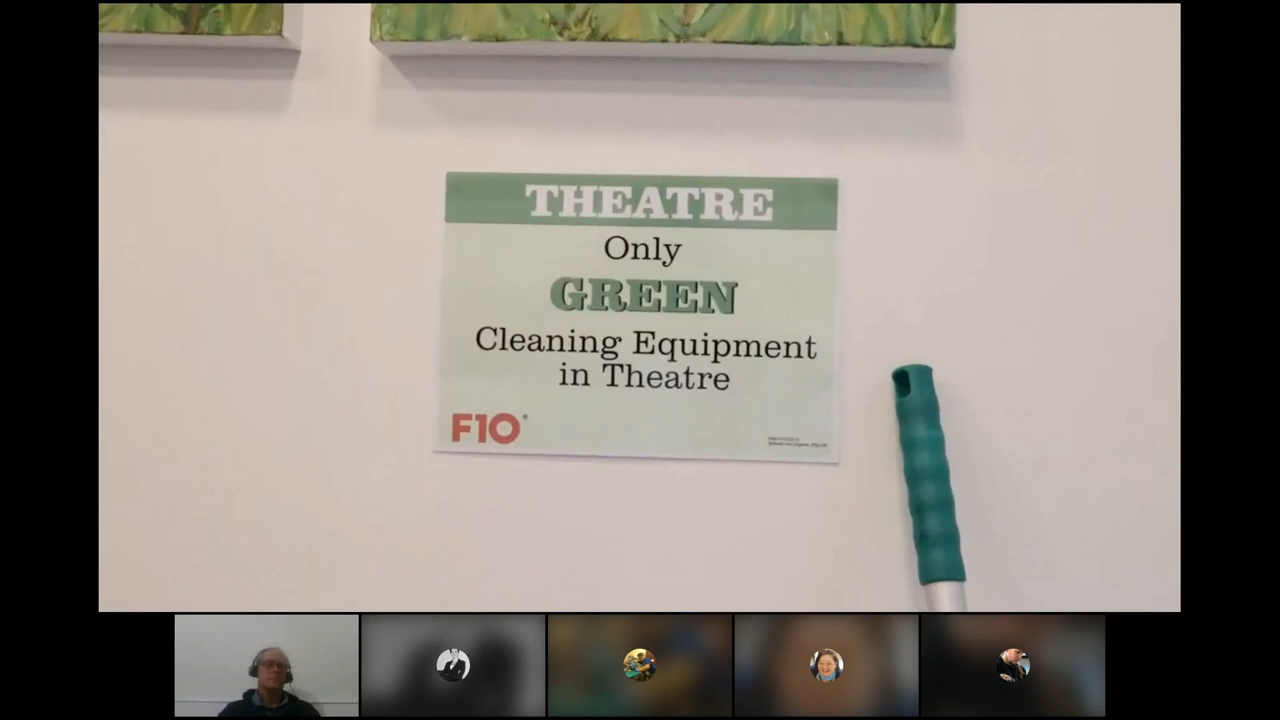 THEATRE
Only
GREEN
Cleaning Equipment
in Theatre
F10®